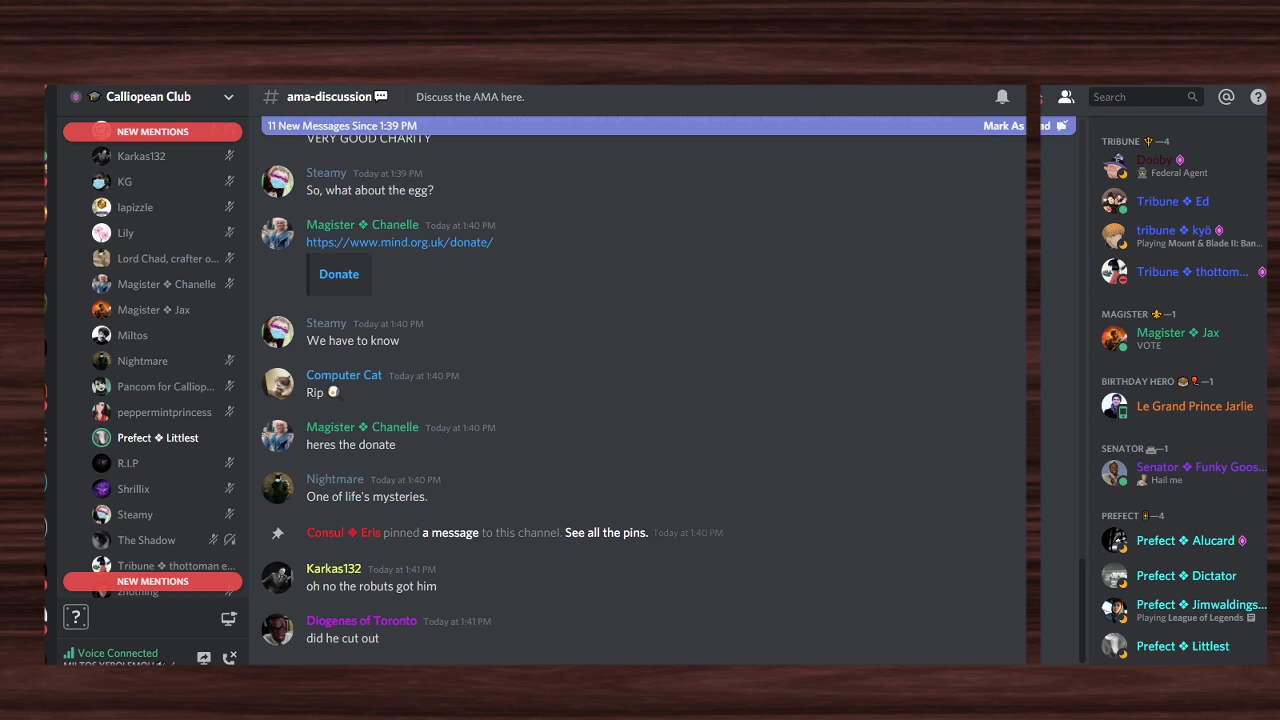 Calliopean Club
NEW MENTIONS
Karkas132
KG
lapizzle
Lily
Lord Chad, crafter o...
Magister ❖ Chanelle
Magister ❖ Jax
Miltos
Nightmare
Pancom for Calliop...
peppermintprincess
Prefect ❖ Littlest
R.I.P
Shrillix
Steamy
The Shadow
Tribune ❖ thottoman e...
NEW MENTIONS
znothing
?
Voice Connected
# ama-discussion 💬 Discuss the AMA here.
11 New Messages Since 1:39 PM Mark As
VERY GOOD CHARITY
Steamy Today at 1:39 PM
So, what about the egg?
Magister ❖ Chanelle Today at 1:40 PM
https://www.mind.org.uk/donate/
Donate
Steamy Today at 1:40 PM
We have to know
Computer Cat Today at 1:40 PM
Rip 🍳
Magister ❖ Chanelle Today at 1:40 PM
heres the donate
Nightmare Today at 1:40 PM
One of life's mysteries.
Consul ❖ Eris pinned a message to this channel. See all the pins. Today at 1:40 PM
Karkas132 Today at 1:41 PM
oh no the robuts got him
Diogenes of Toronto Today at 1:41 PM
did he cut out
Search
ad
TRIBUNE 🔱—4
Dooby
Federal Agent
Tribune ❖ Ed
tribune ❖ kyō
Playing Mount & Blade II: Ban...
Tribune ❖ thottom...
MAGISTER ⚜—1
Magister ❖ Jax
VOTE
BIRTHDAY HERO 🎂🎈—1
Le Grand Prince Jarlie
SENATOR —1
Senator ❖ Funky Goos...
Hail me
PREFECT 🚦—4
Prefect ❖ Alucard
Prefect ❖ Dictator
Prefect ❖ Jimwaldings...
Playing League of Legends
Prefect ❖ Littlest